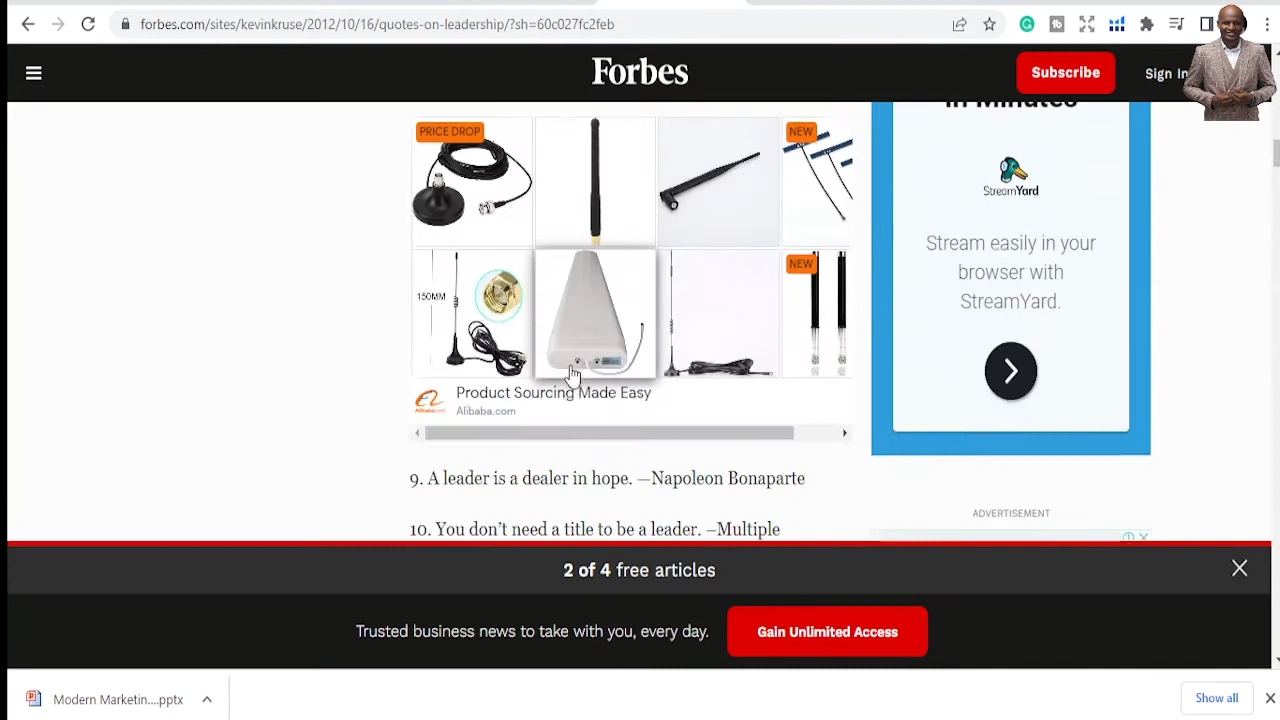 forbes.com/sites/kevinkruse/2012/10/16/quotes-on-leadership/?sh=60c027fc2feb
Forbes
Subscribe
Sign In
PRICE DROP
NEW
150MM
NEW
Product Sourcing Made Easy
Alibaba.com
in Minutes
StreamYard
Stream easily in your
browser with
StreamYard.
9. A leader is a dealer in hope. —Napoleon Bonaparte
10. You don’t need a title to be a leader. –Multiple
ADVERTISEMENT
2 of 4 free articles
Trusted business news to take with you, every day.
Gain Unlimited Access
Modern Marketin....pptx
Show all